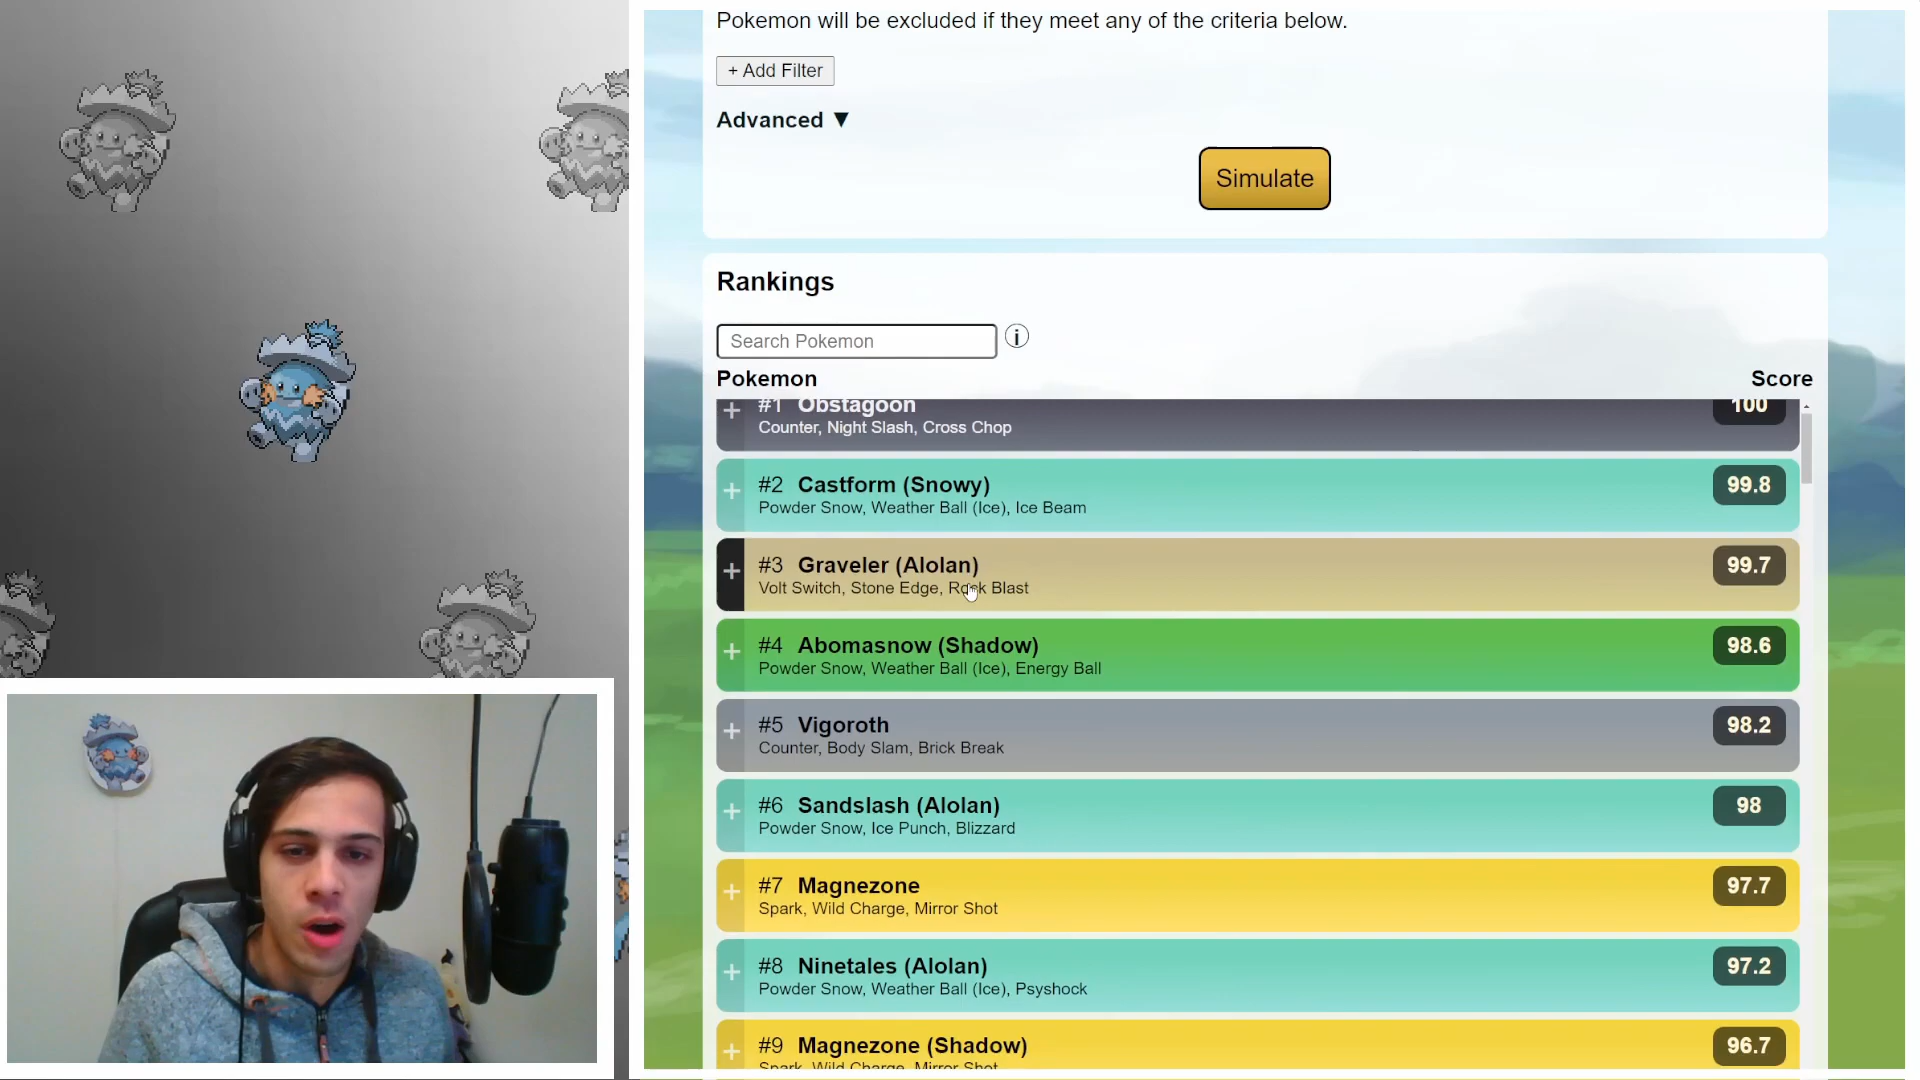 Pokemon will be excluded if they meet any of the criteria below.
+ Add Filter
Advanced ▼
Simulate
Rankings
Search Pokemon
i
Pokemon Score
+ #1 Obstagoon 100
Counter, Night Slash, Cross Chop
+ #2 Castform (Snowy) 99.8
Powder Snow, Weather Ball (Ice), Ice Beam
+ #3 Graveler (Alolan) 99.7
Volt Switch, Stone Edge, Rock Blast
+ #4 Abomasnow (Shadow) 98.6
Powder Snow, Weather Ball (Ice), Energy Ball
+ #5 Vigoroth 98.2
Counter, Body Slam, Brick Break
+ #6 Sandslash (Alolan) 98
Powder Snow, Ice Punch, Blizzard
+ #7 Magnezone 97.7
Spark, Wild Charge, Mirror Shot
+ #8 Ninetales (Alolan) 97.2
Powder Snow, Weather Ball (Ice), Psyshock
+ #9 Magnezone (Shadow) 96.7
Spark, Wild Charge, Mirror Shot